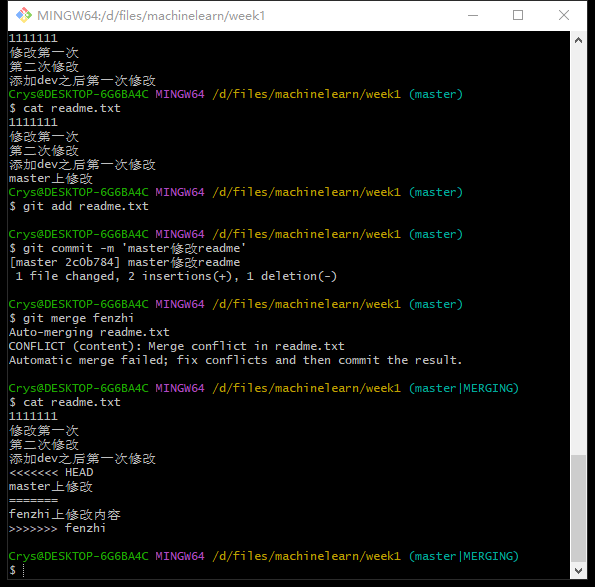 MINGW64:/d/files/machinelearn/week1
1111111
修改第一次
第二次修改
添加dev之后第一次修改
Crys@DESKTOP-6G6BA4C MINGW64 /d/files/machinelearn/week1 (master)
$ cat readme.txt
1111111
修改第一次
第二次修改
添加dev之后第一次修改
master上修改
Crys@DESKTOP-6G6BA4C MINGW64 /d/files/machinelearn/week1 (master)
$ git add readme.txt
Crys@DESKTOP-6G6BA4C MINGW64 /d/files/machinelearn/week1 (master)
$ git commit -m 'master修改readme'
[master 2c0b784] master修改readme
1 file changed, 2 insertions(+), 1 deletion(-)
Crys@DESKTOP-6G6BA4C MINGW64 /d/files/machinelearn/week1 (master)
$ git merge fenzhi
Auto-merging readme.txt
CONFLICT (content): Merge conflict in readme.txt
Automatic merge failed; fix conflicts and then commit the result.
Crys@DESKTOP-6G6BA4C MINGW64 /d/files/machinelearn/week1 (master|MERGING)
$ cat readme.txt
1111111
修改第一次
第二次修改
添加dev之后第一次修改
<<<<<<< HEAD
master上修改
=======
fenzhi上修改内容
>>>>>>> fenzhi
Crys@DESKTOP-6G6BA4C MINGW64 /d/files/machinelearn/week1 (master|MERGING)
$